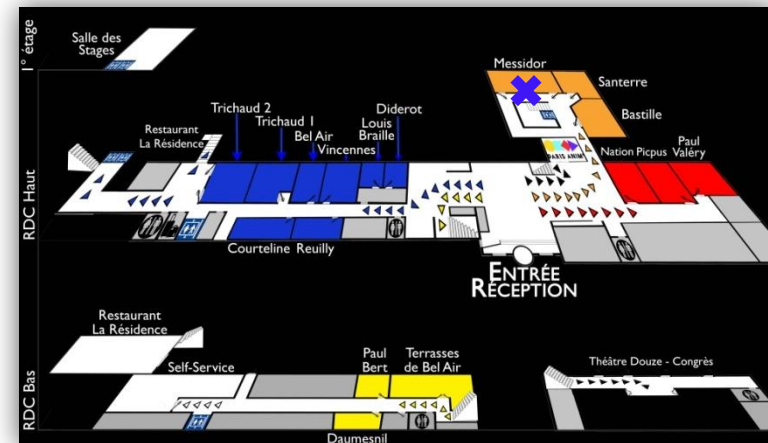 1° étage
Salle des
Stages
Messidor
Santerre
Bastille
Trichaud 2
Trichaud 1
Bel Air
Vincennes
Louis
Braille
Diderot
Restaurant
La Résidence
PARIS ANIM'
Nation Picpus
Paul
Valéry
RDC Haut
Courteline Reuilly
ENTRÉE
RÉCEPTION
Restaurant
La Résidence
Self-Service
Paul
Bert
Terrasses
de Bel Air
Théâtre Douze - Congrès
RDC Bas
Daumesnil